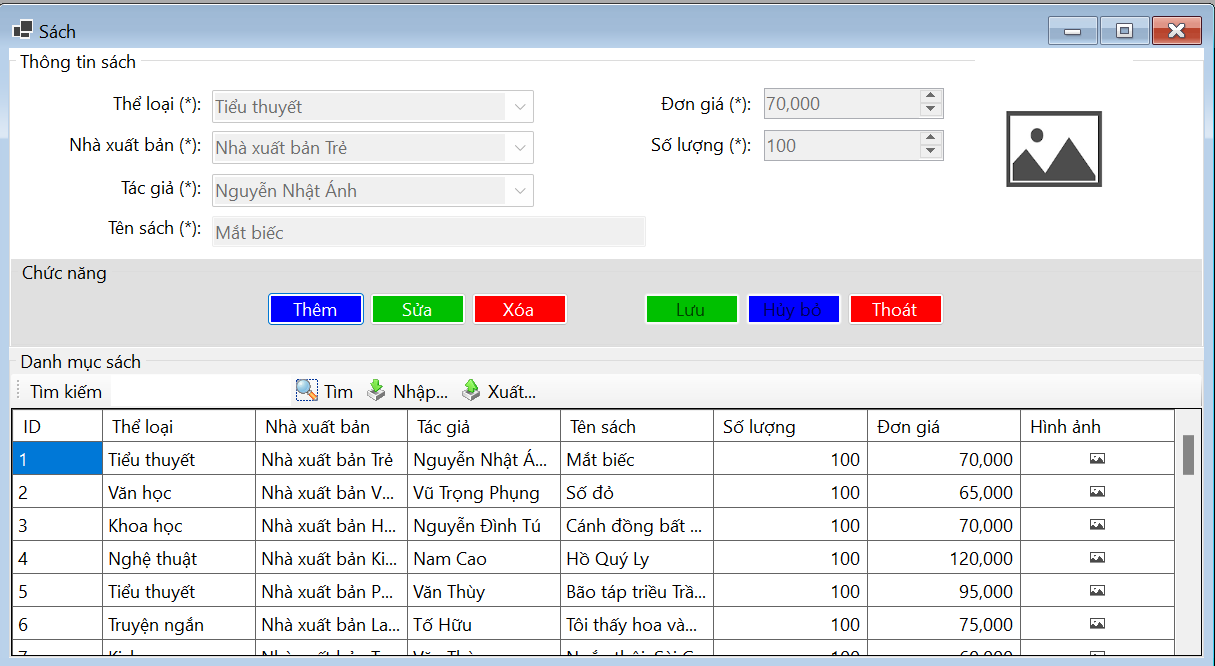 Sách
Thông tin sách
Thể loại (*): Tiểu thuyết
Đơn giá (*): 70,000
Nhà xuất bản (*): Nhà xuất bản Trẻ
Số lượng (*): 100
Tác giả (*): Nguyễn Nhật Ánh
Tên sách (*): Mắt biếc
Chức năng
Thêm Sửa Xóa Lưu Hủy bỏ Thoát
Danh mục sách
Tìm kiếm Tìm Nhập... Xuất...
ID Thể loại Nhà xuất bản Tác giả Tên sách Số lượng Đơn giá Hình ảnh
1 Tiểu thuyết Nhà xuất bản Trẻ Nguyễn Nhật Á... Mắt biếc 100 70,000
2 Văn học Nhà xuất bản V... Vũ Trọng Phụng Số đỏ 100 65,000
3 Khoa học Nhà xuất bản H... Nguyễn Đình Tú Cánh đồng bất ... 100 70,000
4 Nghệ thuật Nhà xuất bản Ki... Nam Cao Hồ Quý Ly 100 120,000
5 Tiểu thuyết Nhà xuất bản P... Văn Thùy Bão táp triều Trầ... 100 95,000
6 Truyện ngắn Nhà xuất bản La... Tố Hữu Tôi thấy hoa và... 100 75,000